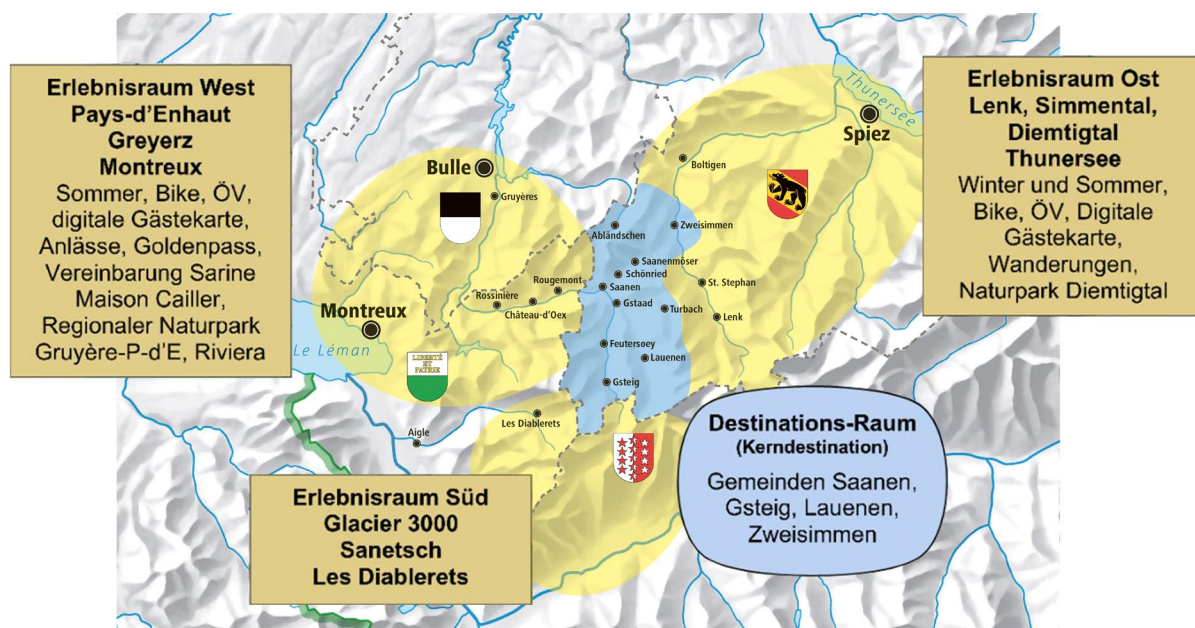 Erlebnisraum West
Pays-d'Enhaut
Greyerz
Montreux
Sommer, Bike, ÖV,
digitale Gästekarte,
Anlässe, Goldenpass,
Vereinbarung Sarine
Maison Cailler,
Regionaler Naturpark
Gruyère-P-d'E, Riviera
Erlebnisraum Ost
Lenk, Simmental,
Diemtigtal
Thunersee
Winter und Sommer,
Bike, ÖV, Digitale
Gästekarte,
Wanderungen,
Naturpark Diemtigtal
Thunersee
Spiez
Boltigen
Bulle
Gruyères
Abländschen
Zweisimmen
Saanenmöser
Schönried
Rougemont
Saanen
St. Stephan
Rossinière
Gstaad
Château-d'Oex
Turbach
Lenk
Montreux
Le Léman
LIBERTÉ
ET
PATRIE
Feutersoey
Lauenen
Gsteig
Les Diablerets
Aigle
Erlebnisraum Süd
Glacier 3000
Sanetsch
Les Diablerets
Destinations-Raum
(Kerndestination)
Gemeinden Saanen,
Gsteig, Lauenen,
Zweisimmen